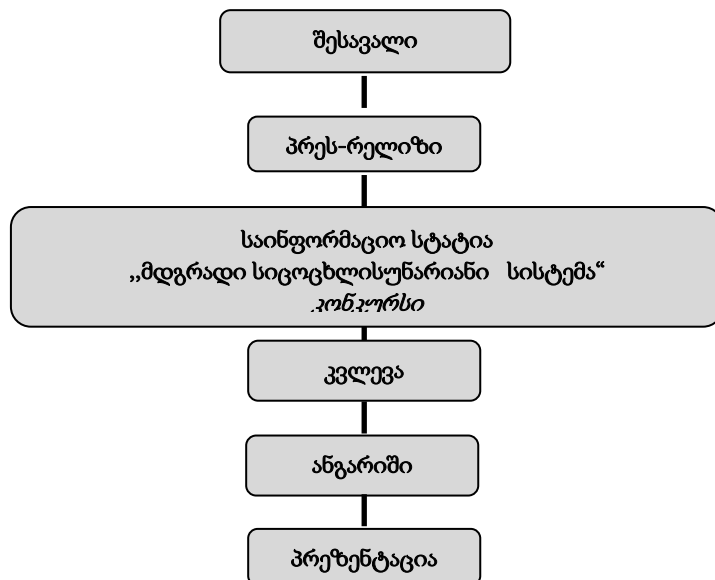 შესავალი
პრეს-რელიზი
საინფორმაციო სტატია
,,მდგრადი სიცოცხლისუნარიანი სისტემა“
კონკურსი
კვლევა
ანგარიში
პრეზენტაცია